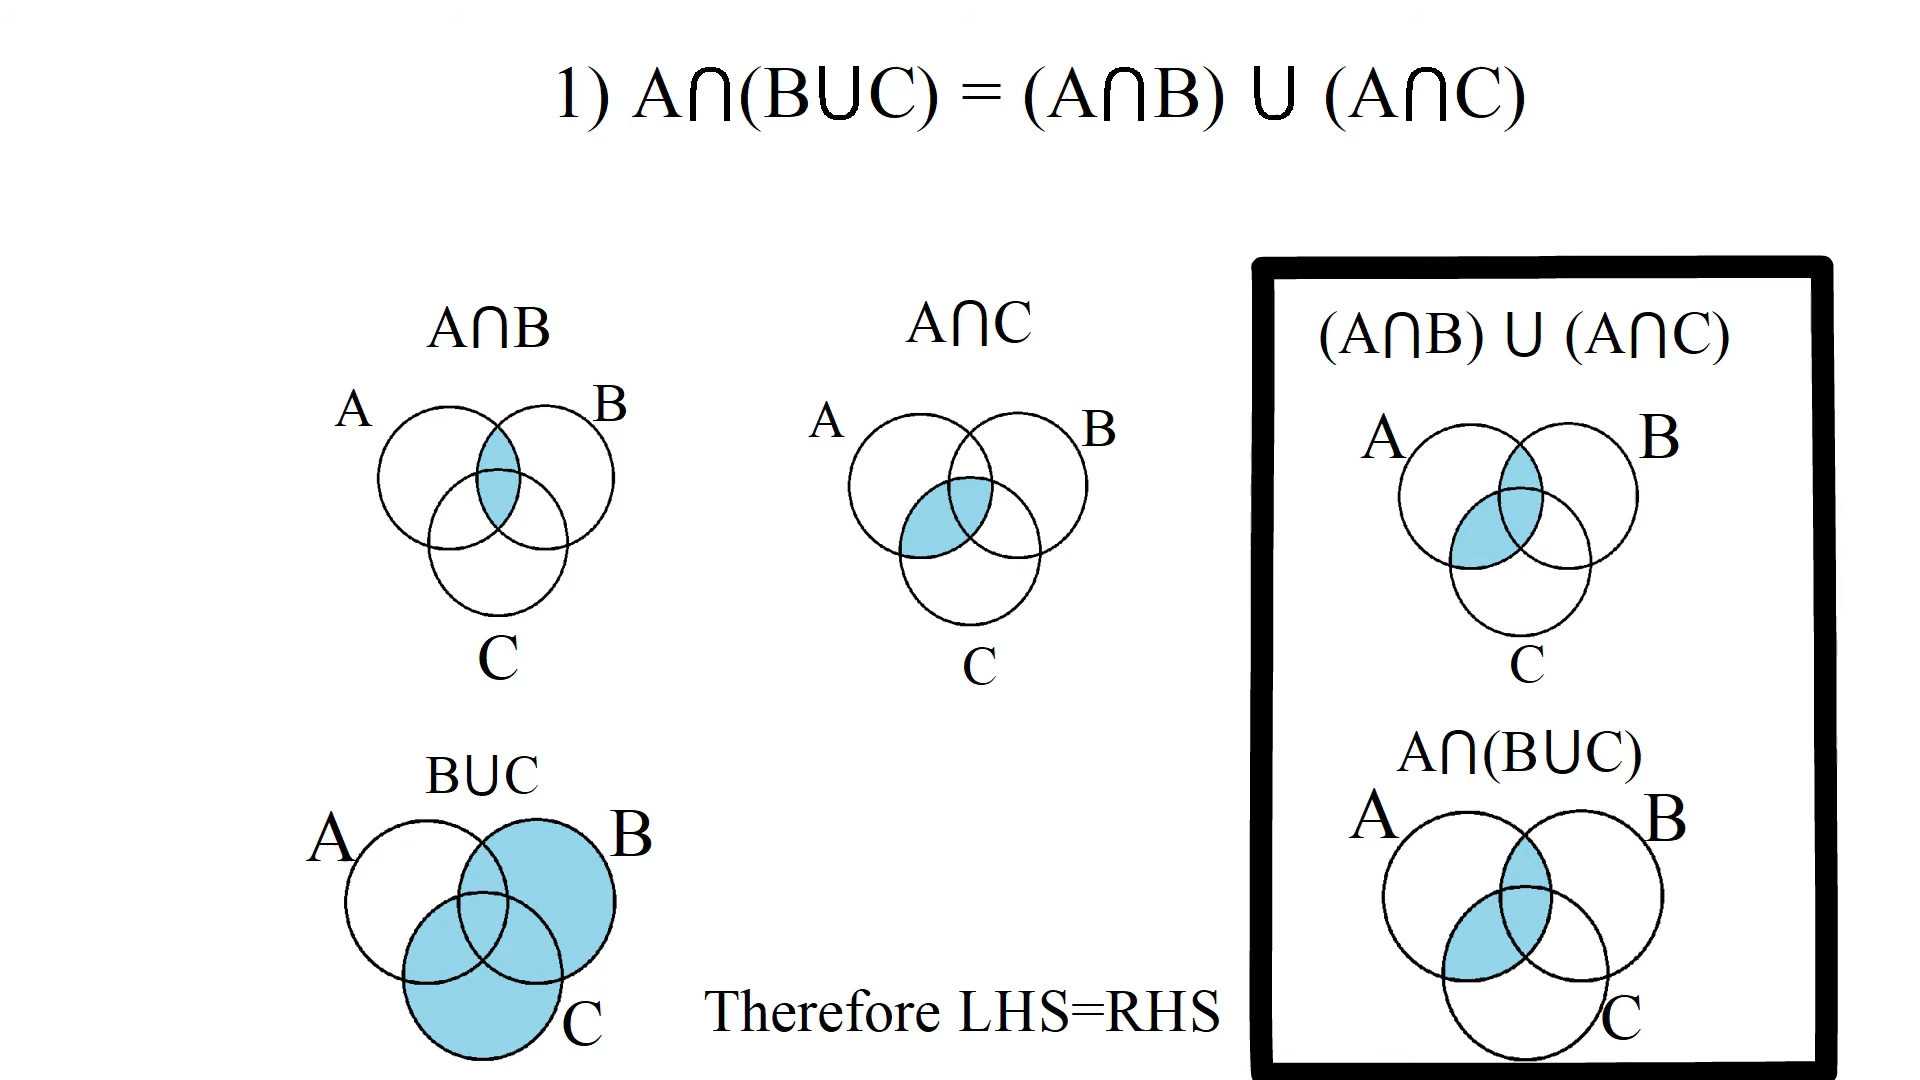 1) A∩(B∪C) = (A∩B) ∪ (A∩C)
A∩B
A
B
C
A∩C
A
B
C
(A∩B) ∪ (A∩C)
A
B
C
B∪C
A
B
C
A∩(B∪C)
A
B
C
Therefore LHS=RHS